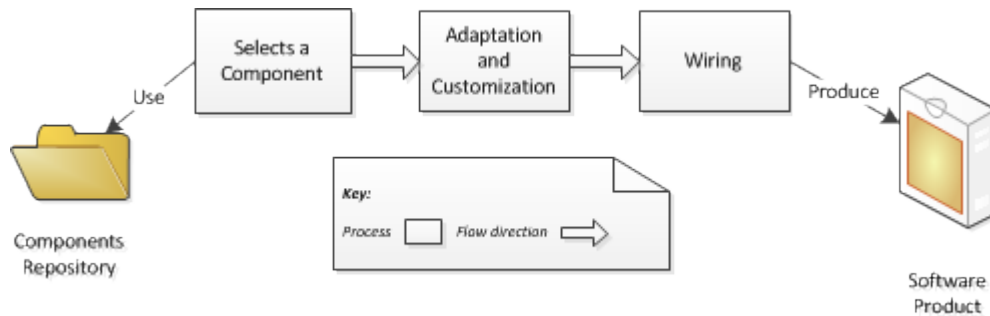 Selects a
Component
Adaptation
and
Customization
Wiring
Use
Produce
Components
Repository
Key:
Process
Flow direction
Software
Product